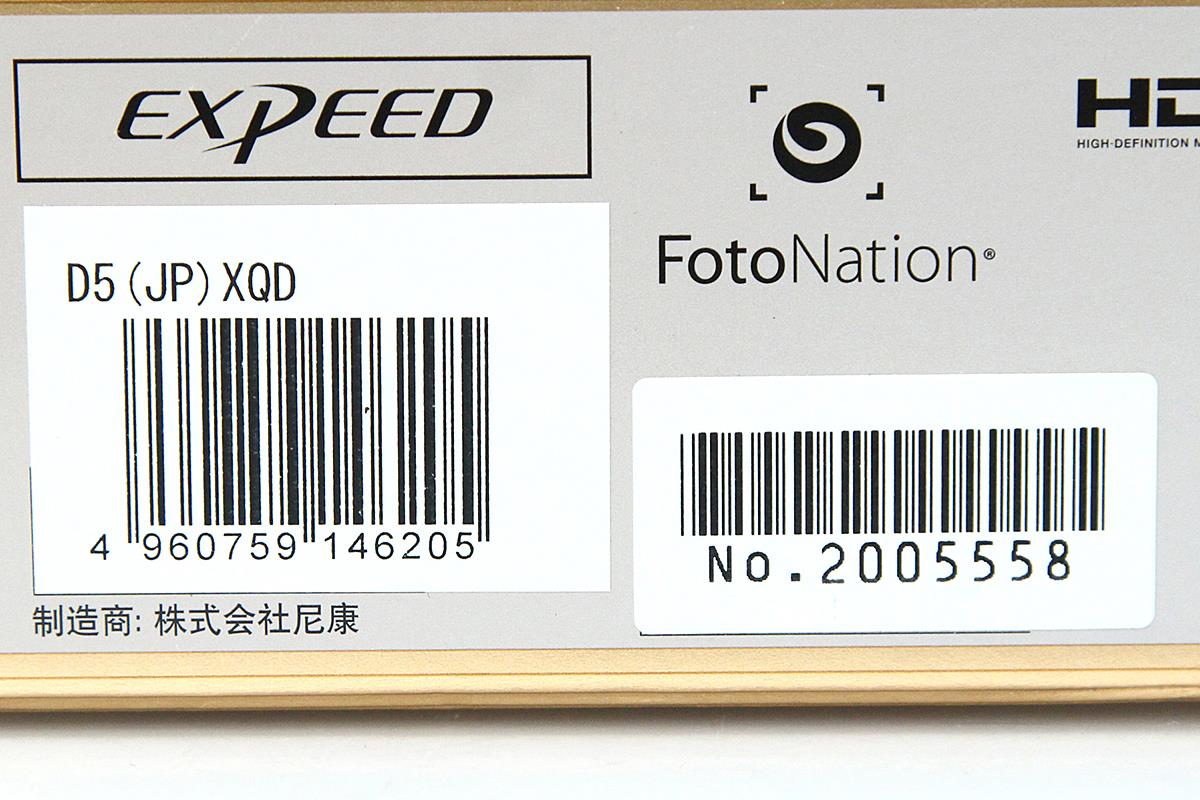 EXPEED
FotoNation®
HD
HIGH-DEFINITION M
D5(JP)XQD
4 960759 146205
No.2005558
制造商: 株式会社尼康